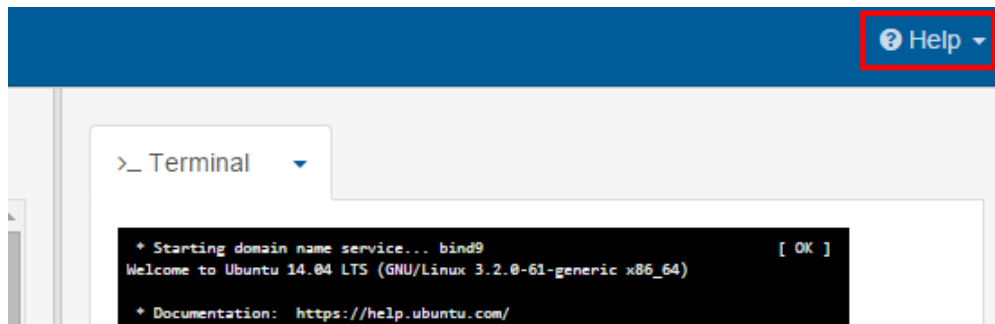 Help
>_ Terminal
* Starting domain name service... bind9 [ OK ]
Welcome to Ubuntu 14.04 LTS (GNU/Linux 3.2.0-61-generic x86_64)
* Documentation: https://help.ubuntu.com/